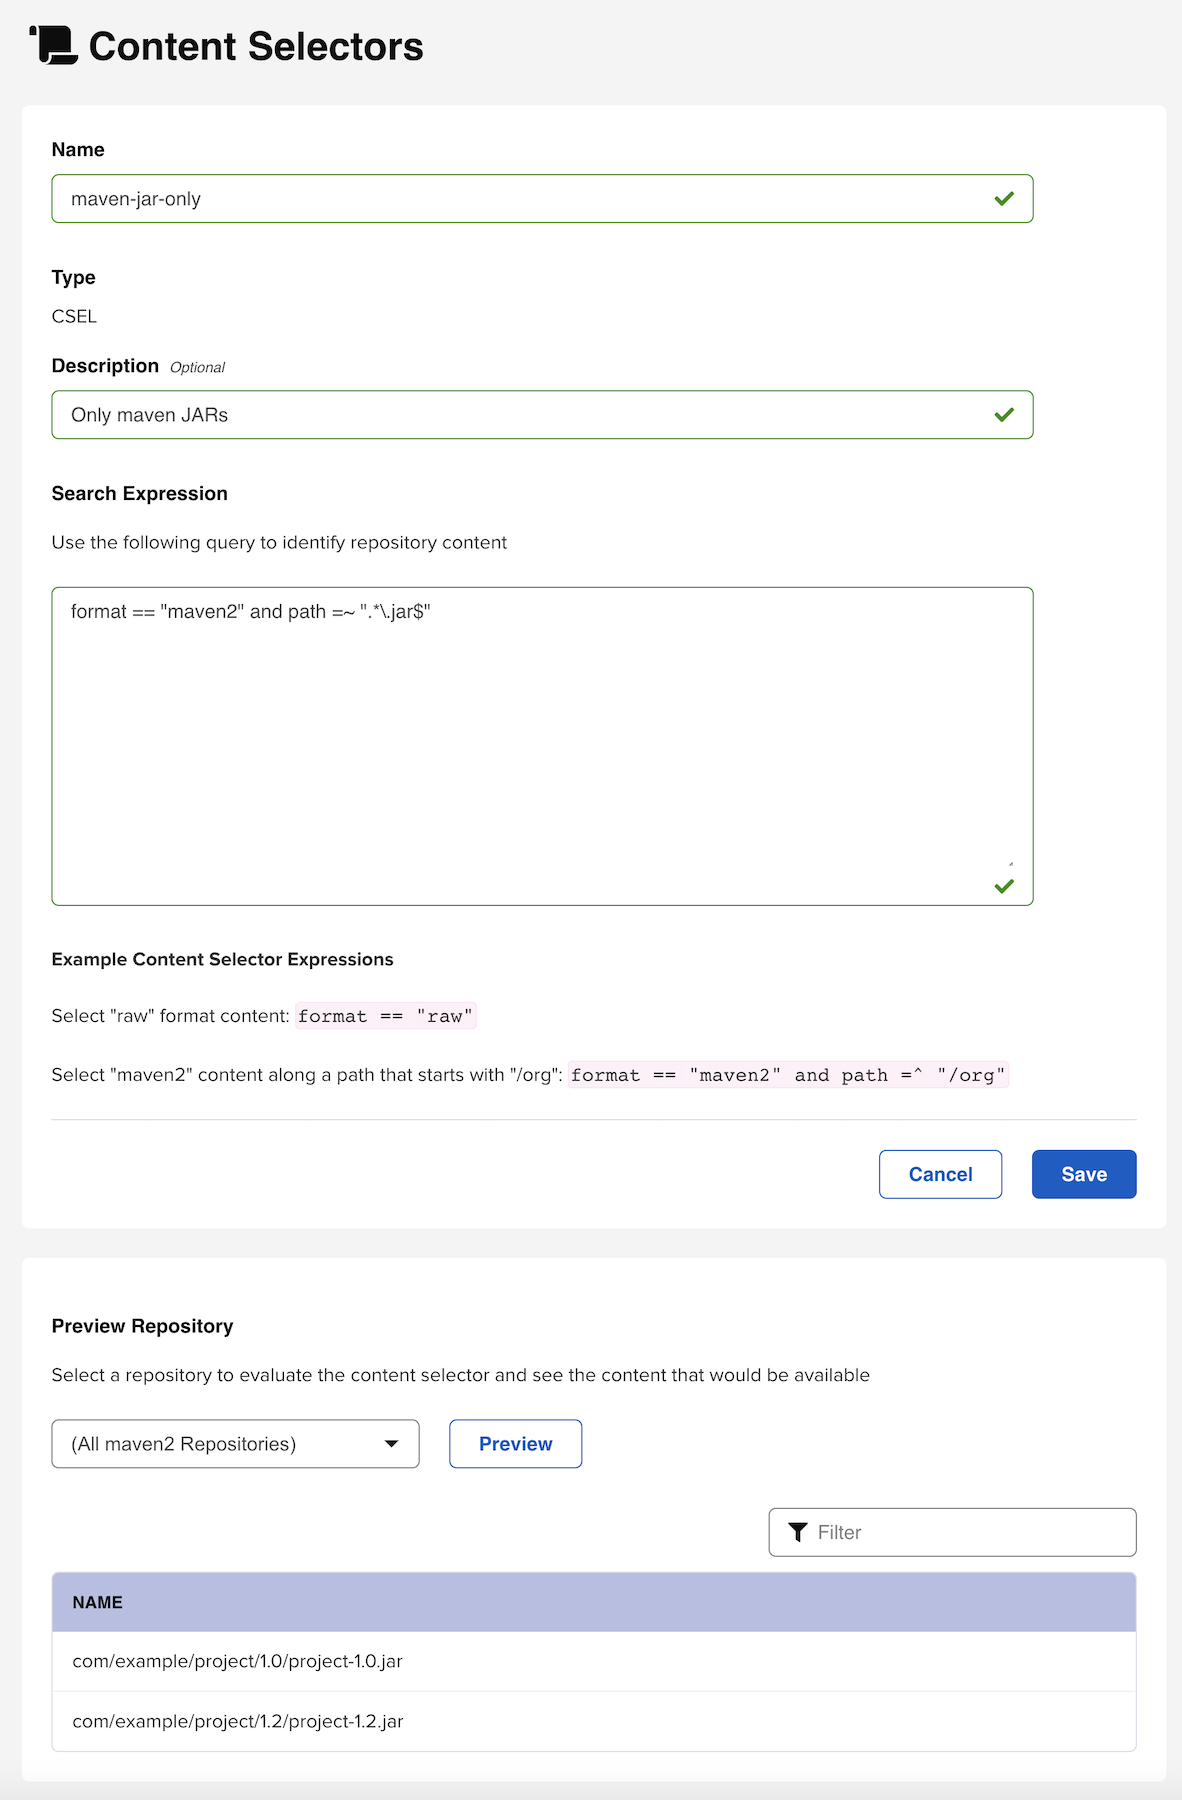 Content Selectors
Name
maven-jar-only
Type
CSEL
Description Optional
Only maven JARs
Search Expression
Use the following query to identify repository content
format == "maven2" and path =~ ".*\.jar$"
Example Content Selector Expressions
Select "raw" format content: format == "raw"
Select "maven2" content along a path that starts with "/org": format == "maven2" and path =^ "/org"
Cancel Save
Preview Repository
Select a repository to evaluate the content selector and see the content that would be available
(All maven2 Repositories) Preview
Filter
NAME
com/example/project/1.0/project-1.0.jar
com/example/project/1.2/project-1.2.jar